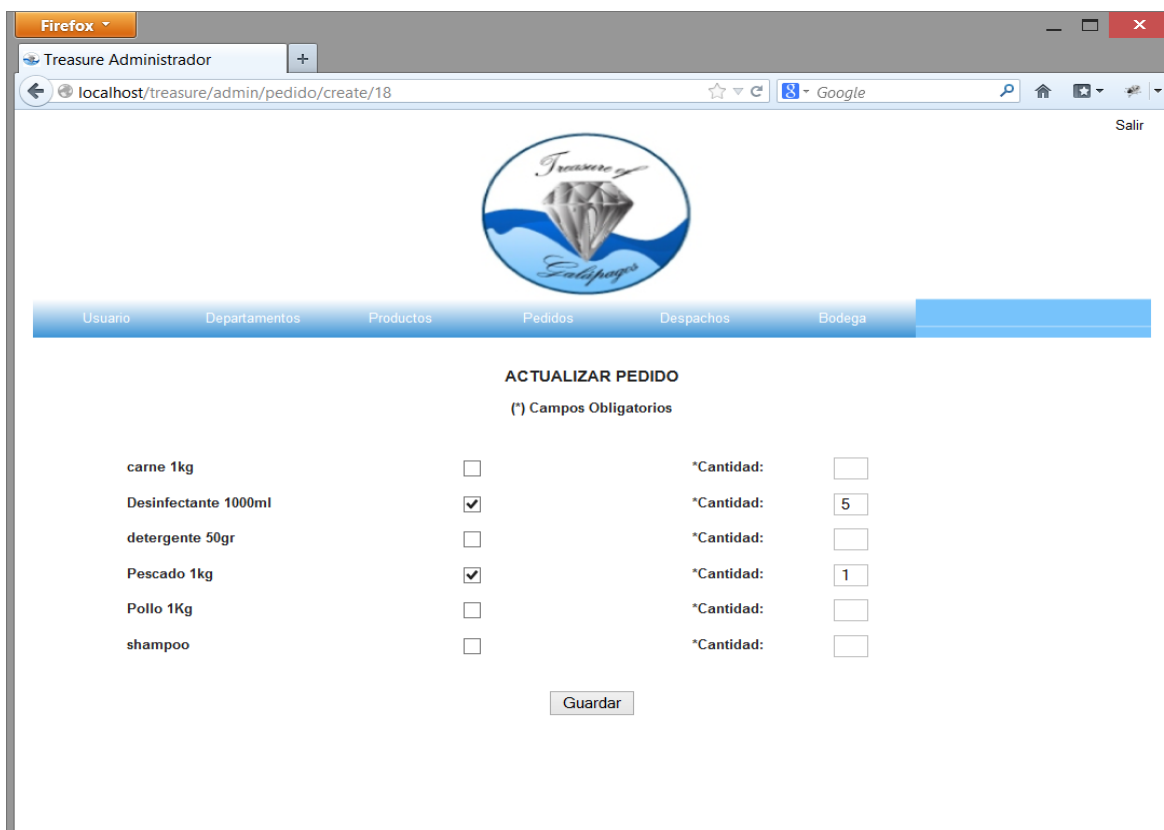 Firefox
Treasure Administrador
+
localhost/treasure/admin/pedido/create/18
8 Google
Salir
Treasure of
Galápagos
Usuario Departamentos Productos Pedidos Despachos Bodega
ACTUALIZAR PEDIDO
(*) Campos Obligatorios
carne 1kg *Cantidad:
Desinfectante 1000ml *Cantidad: 5
detergente 50gr *Cantidad:
Pescado 1kg *Cantidad: 1
Pollo 1Kg *Cantidad:
shampoo *Cantidad:
Guardar